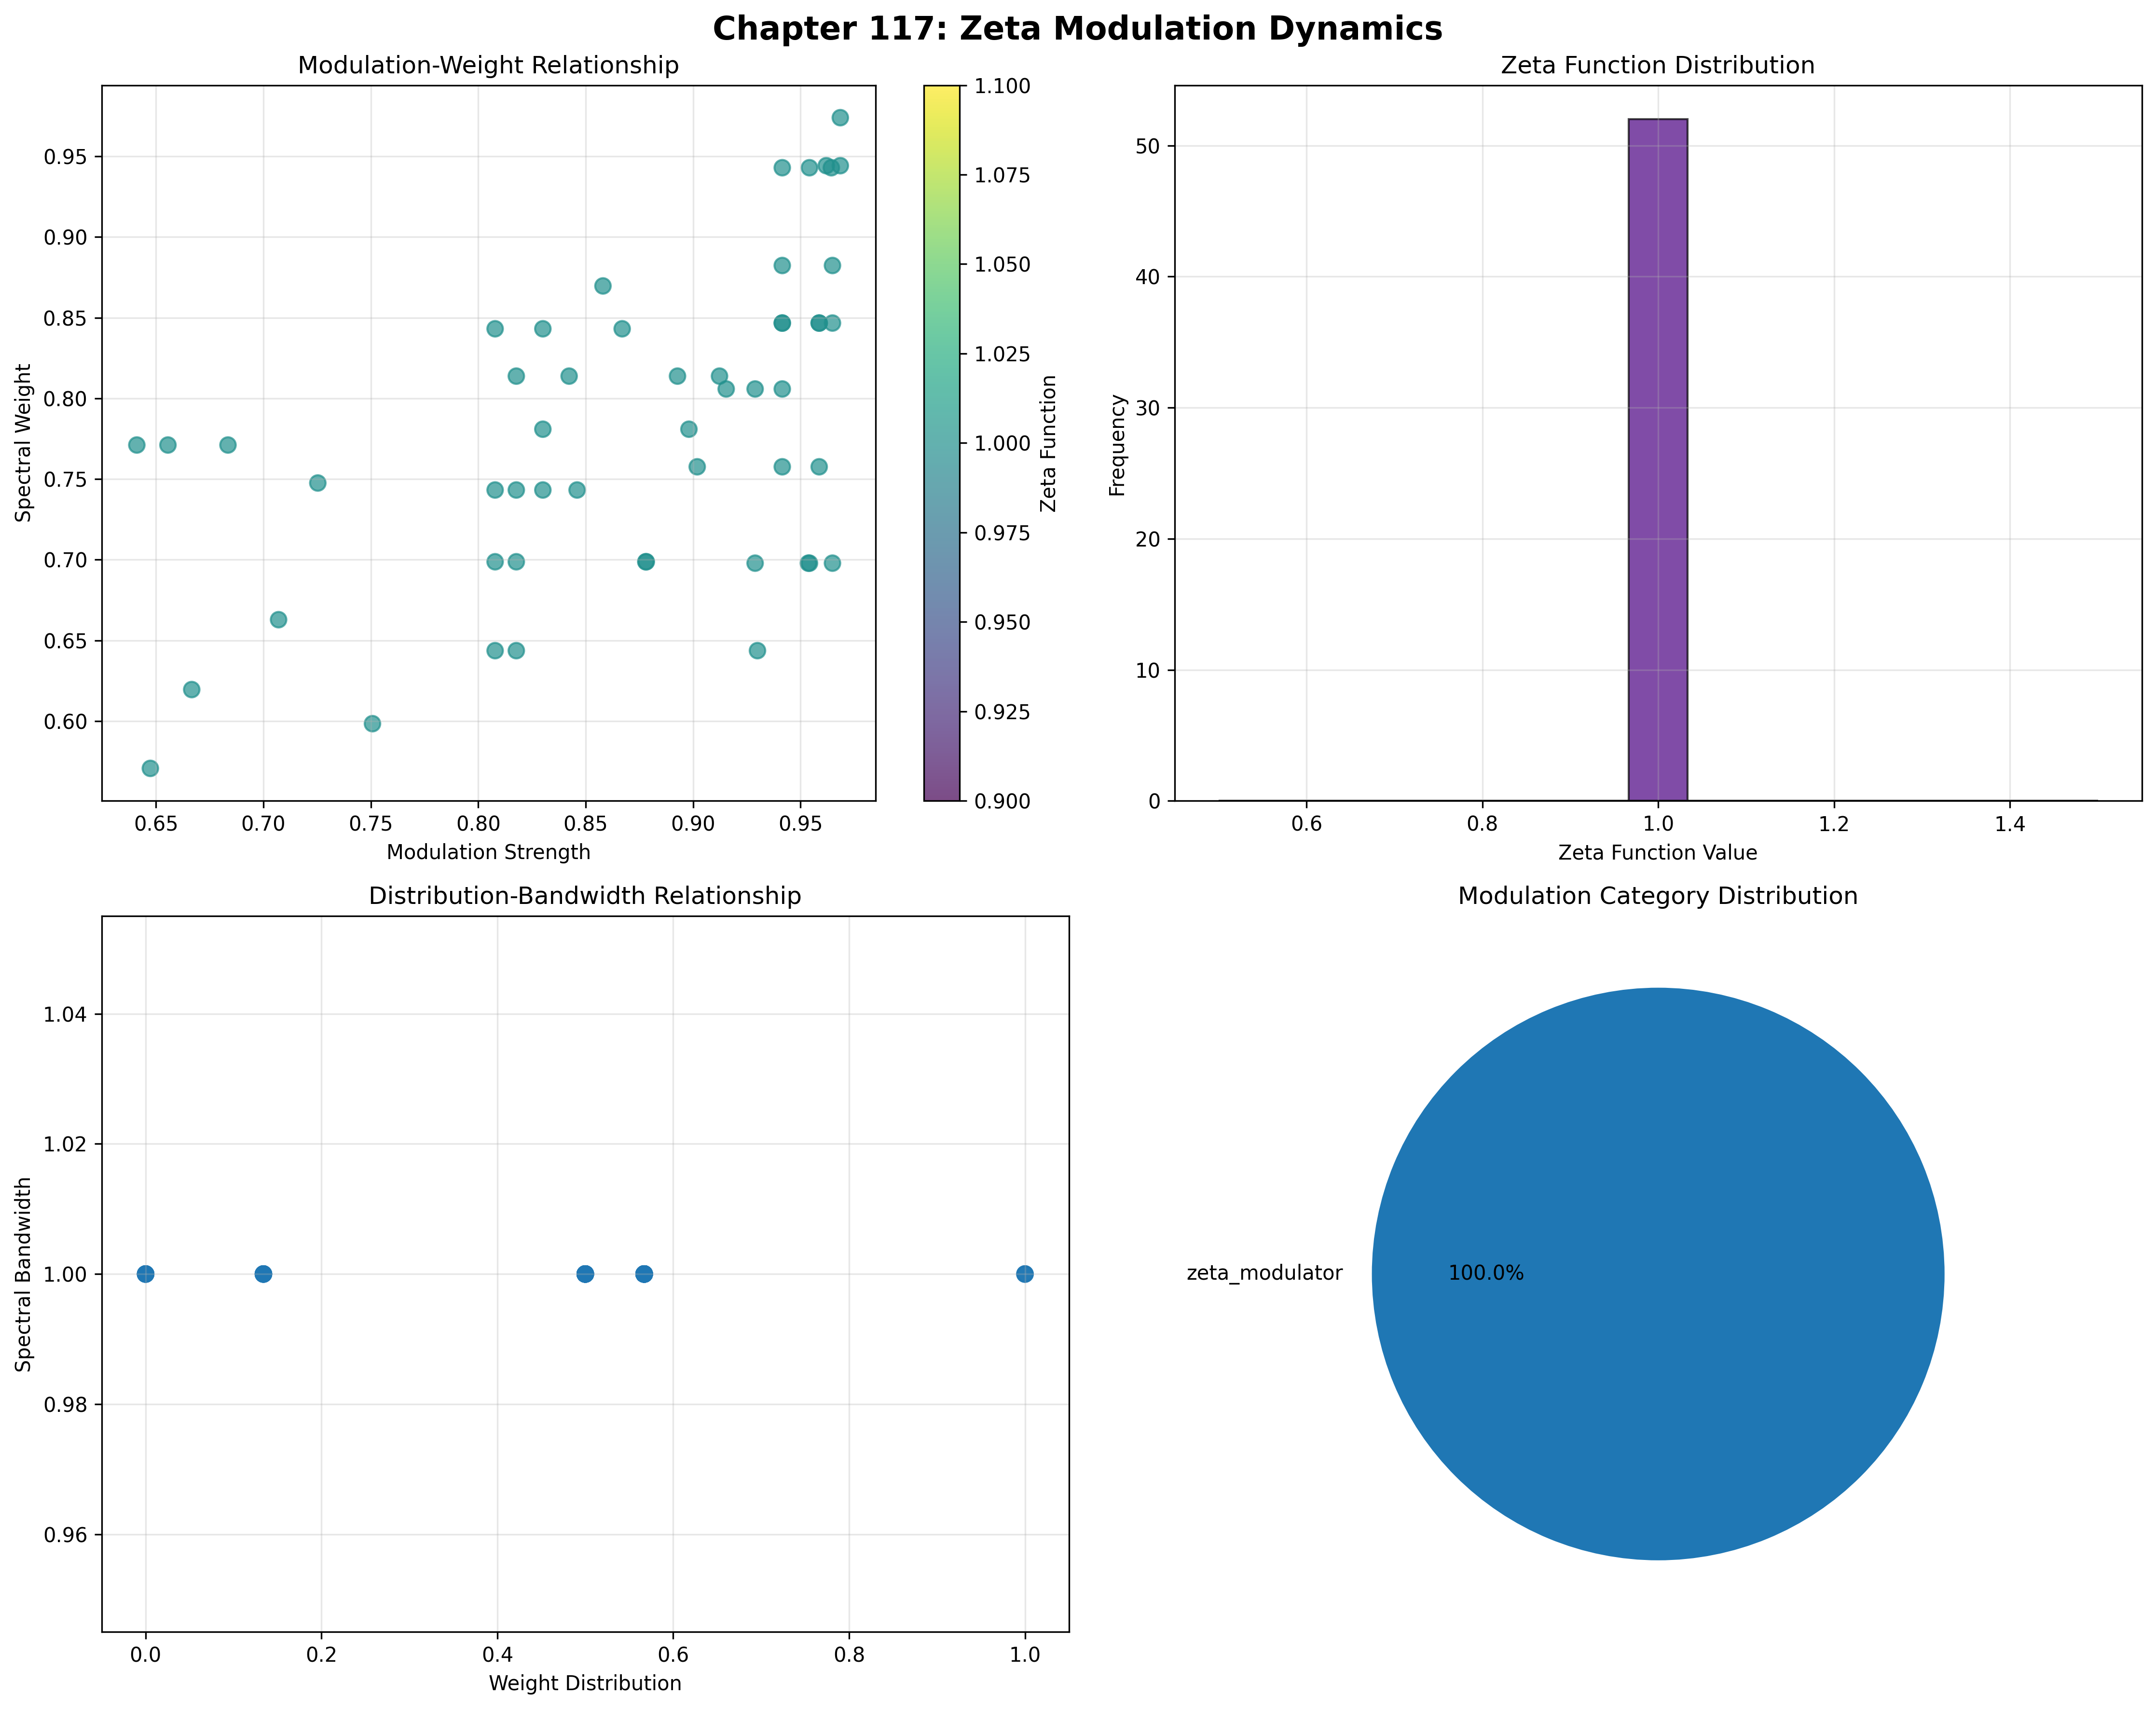 Chapter 117: Zeta Modulation Dynamics
Modulation-Weight Relationship
Spectral Weight
0.95
0.90
0.85
0.80
0.75
0.70
0.65
0.60
0.65 0.70 0.75 0.80 0.85 0.90 0.95
Modulation Strength
1.100
1.075
1.050
1.025
1.000
0.975
0.950
0.925
0.900
Zeta Function
Zeta Function Distribution
Frequency
50
40
30
20
10
0
0.6 0.8 1.0 1.2 1.4
Zeta Function Value
Distribution-Bandwidth Relationship
Spectral Bandwidth
1.04
1.02
1.00
0.98
0.96
0.0 0.2 0.4 0.6 0.8 1.0
Weight Distribution
Modulation Category Distribution
zeta_modulator
100.0%